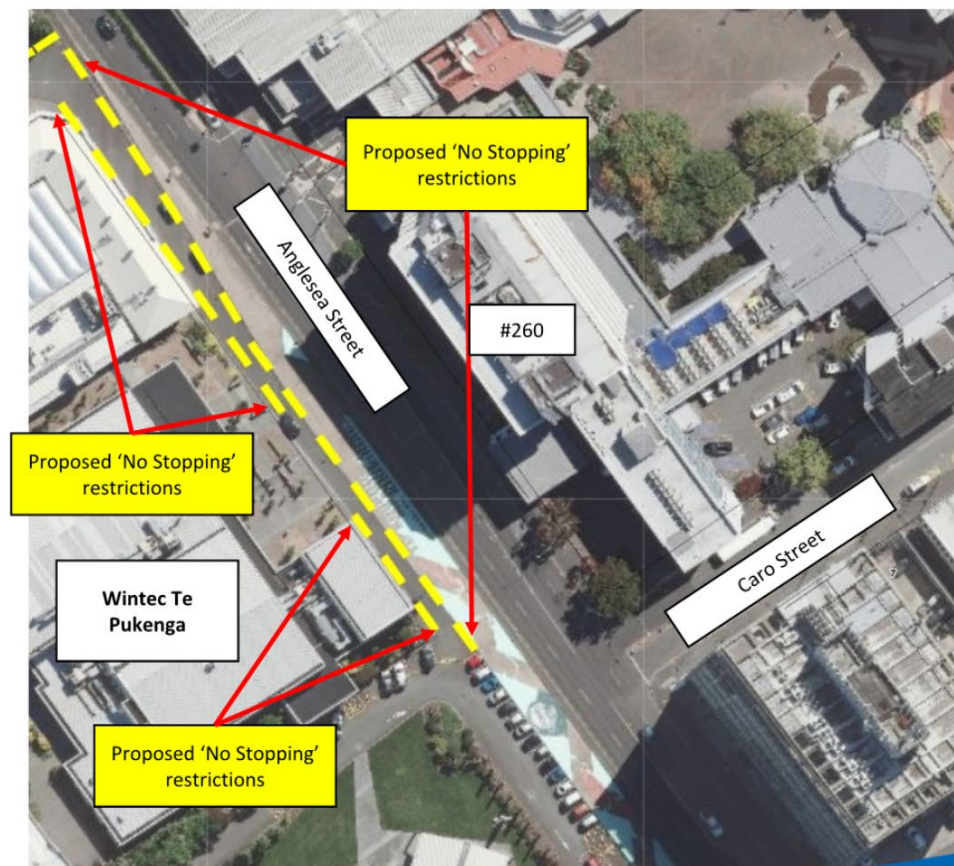 Proposed ‘No Stopping’
restrictions
Anglesea Street
#260
Proposed ‘No Stopping’
restrictions
Caro Street
7
Wintec Te
Pukenga
Proposed ‘No Stopping’
restrictions